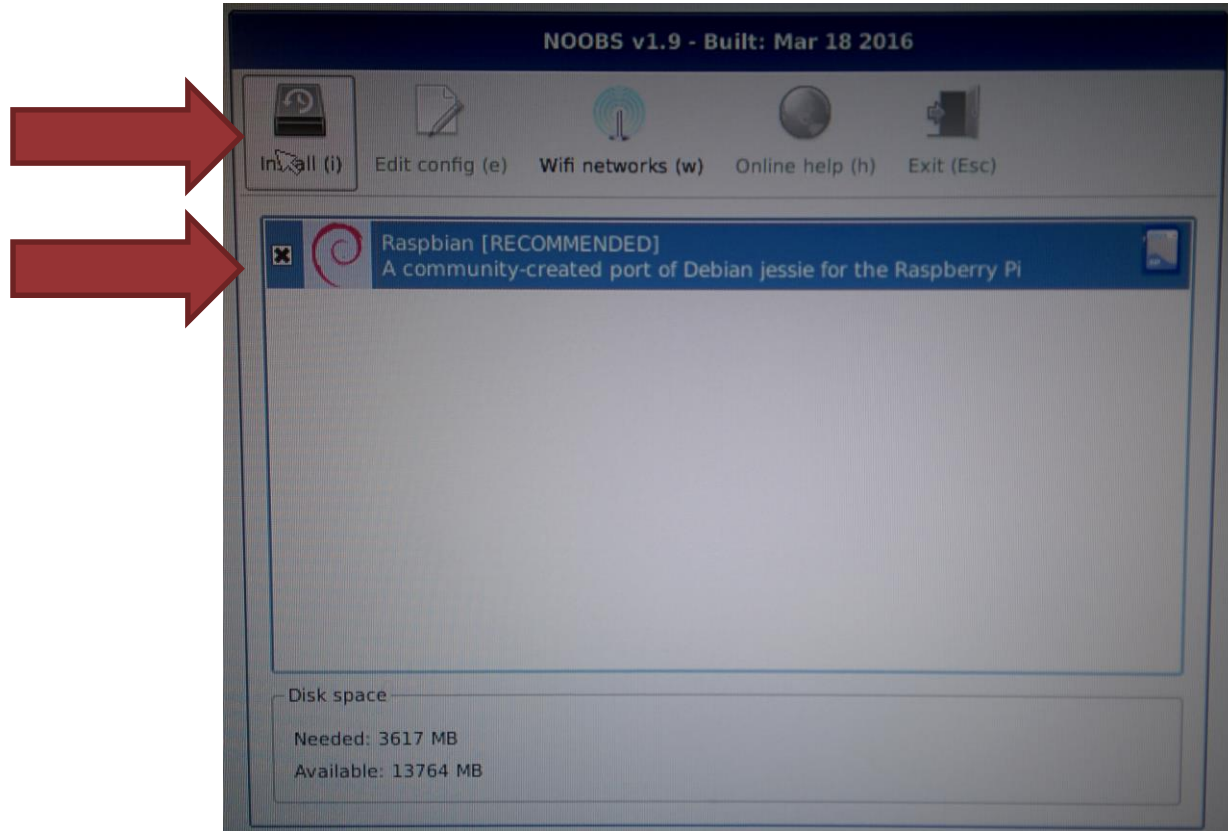 NOOBS v1.9 - Built: Mar 18 2016
Install (i) Edit config (e) Wifi networks (w) Online help (h) Exit (Esc)
Raspbian [RECOMMENDED]
A community-created port of Debian jessie for the Raspberry Pi
Disk space
Needed: 3617 MB
Available: 13764 MB